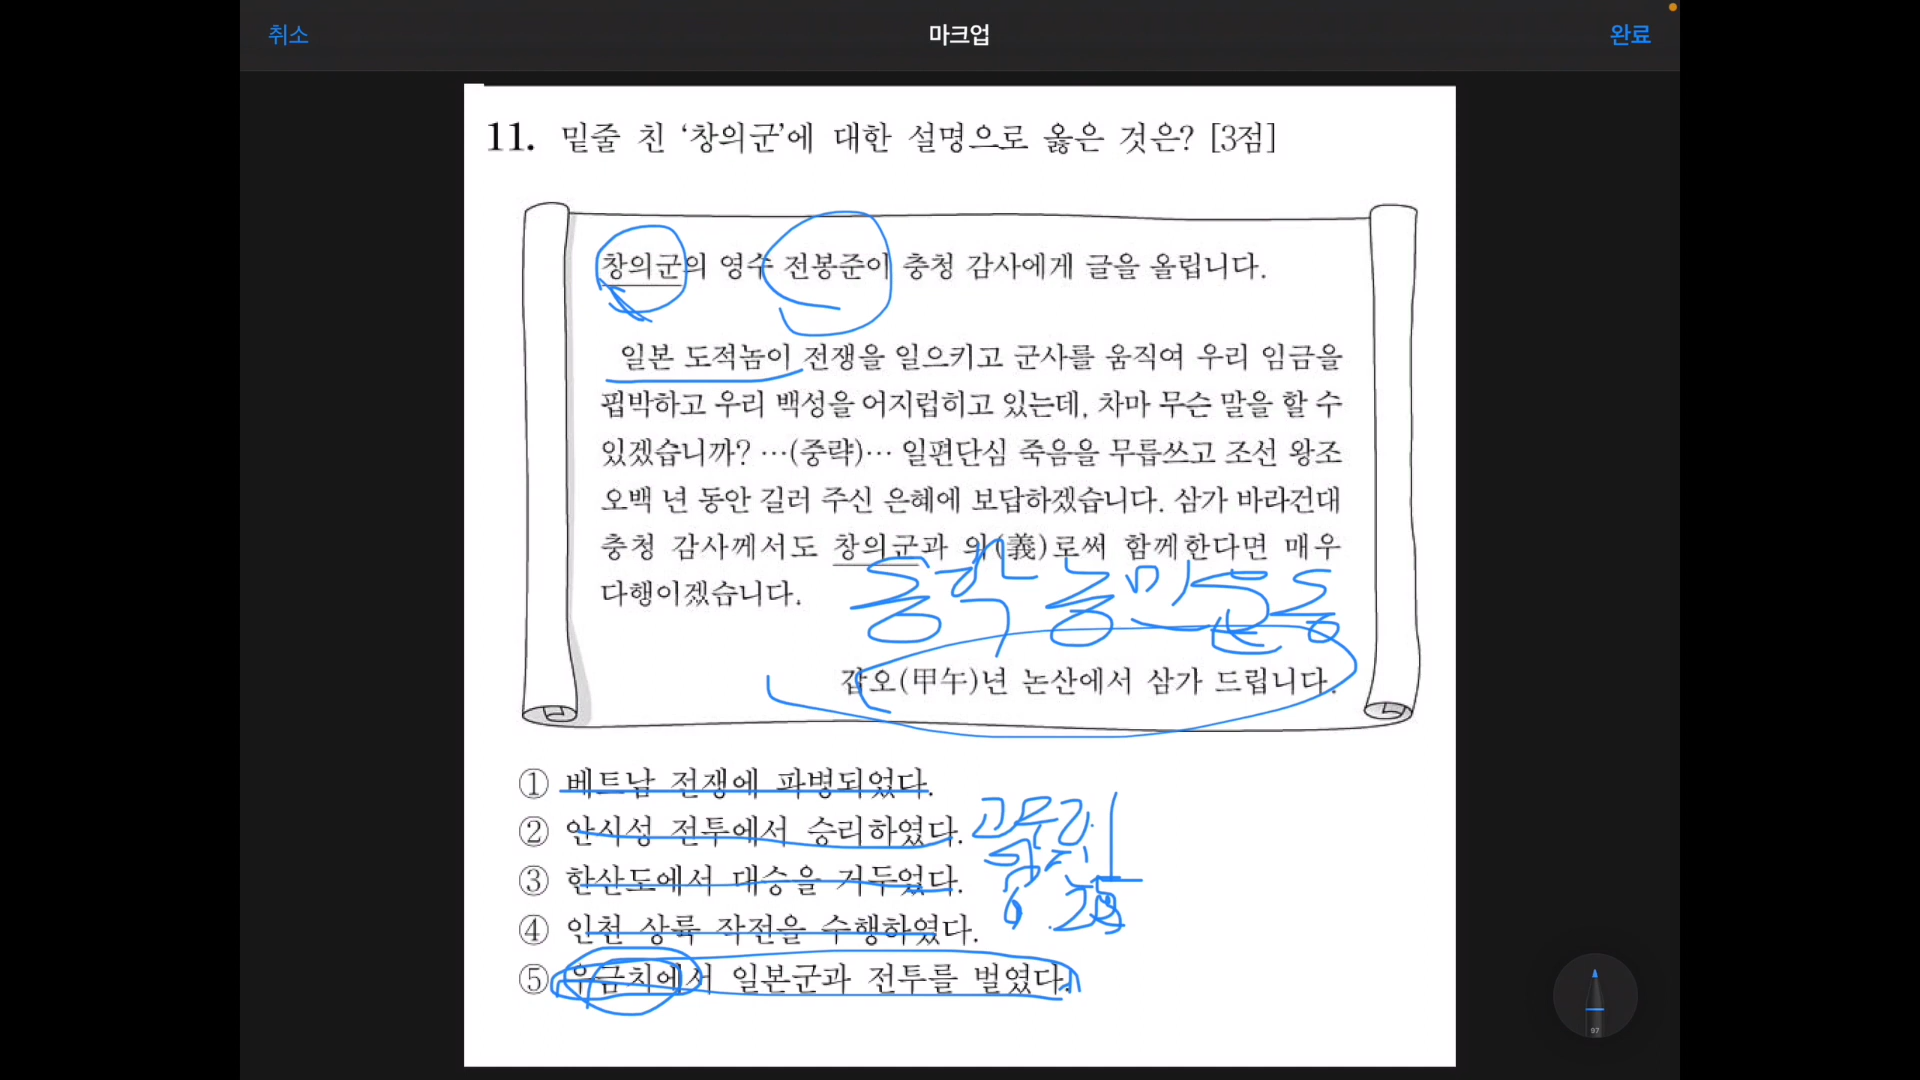 취소 마크업 완료
11. 밑줄 친 ‘창의군’에 대한 설명으로 옳은 것은? [3점]
창의군의 영수 전봉준이 충청 감사에게 글을 올립니다.
일본 도적놈이 전쟁을 일으키고 군사를 움직여 우리 임금을
핍박하고 우리 백성을 어지럽히고 있는데, 차마 무슨 말을 할 수
있겠습니까? …(중략)… 일편단심 죽음을 무릅쓰고 조선 왕조
오백 년 동안 길러 주신 은혜에 보답하겠습니다. 삼가 바라건대
충청 감사께서도 창의군과 의(義)로써 함께한다면 매우
다행이겠습니다.
동학 농민운동
갑오(甲午)년 논산에서 삼가 드립니다.
① 베트남 전쟁에 파병되었다.
② 안시성 전투에서 승리하였다.
③ 한산도에서 대승을 거두었다.
④ 인천 상륙 작전을 수행하였다.
⑤ 우금치에서 일본군과 전투를 벌였다.
97